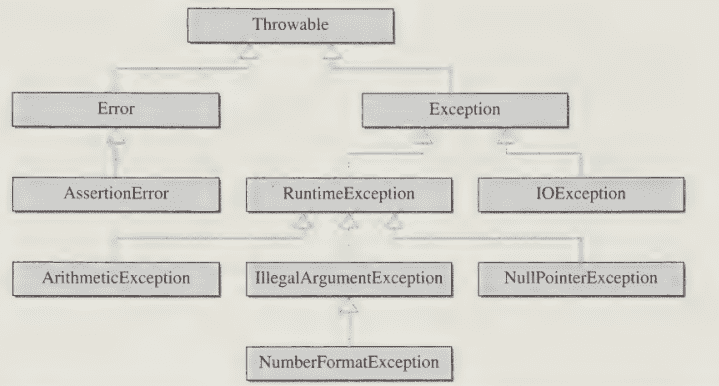 Throwable
Error
Exception
AssertionError
RuntimeException
IOException
ArithmeticException
IllegalArgumentException
NullPointerException
NumberFormatException